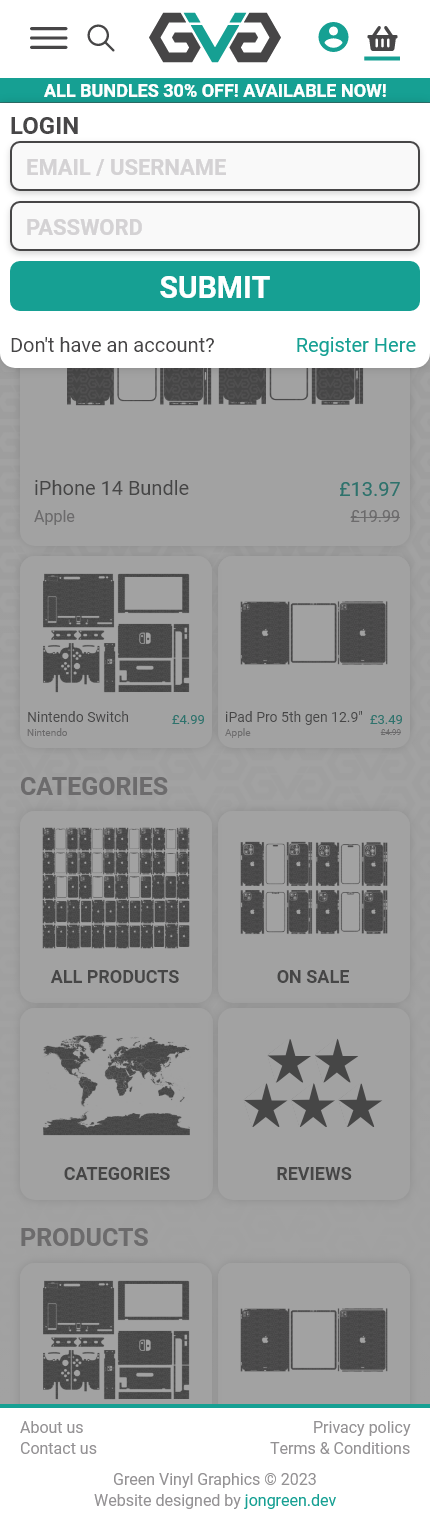 GVG
ALL BUNDLES 30% OFF! AVAILABLE NOW!
LOGIN
EMAIL / USERNAME
PASSWORD
SUBMIT
Don't have an account? Register Here
iPhone 14 Bundle £13.97
Apple £19.99
Nintendo Switch £4.99
Nintendo
iPad Pro 5th gen 12.9" £3.49
Apple £4.99
CATEGORIES
ALL PRODUCTS
ON SALE
CATEGORIES
REVIEWS
PRODUCTS
About us Privacy policy
Contact us Terms & Conditions
Green Vinyl Graphics © 2023
Website designed by jongreen.dev